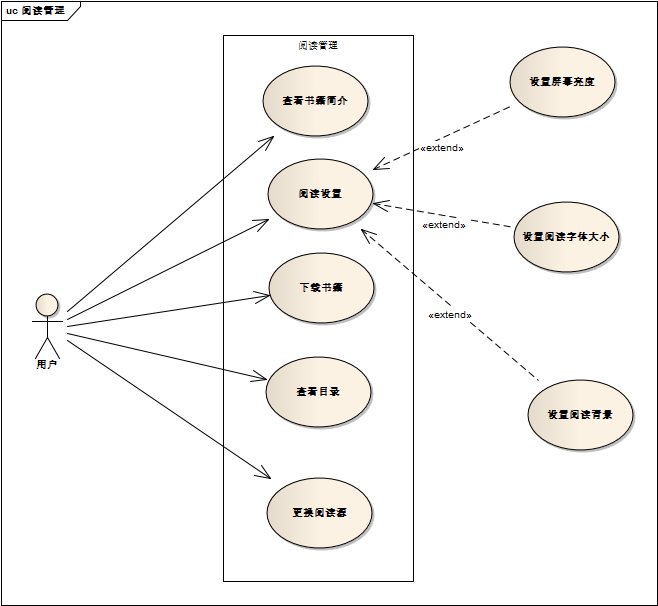 uc 阅读管理
阅读管理
查看书籍简介
设置屏幕亮度
«extend»
阅读设置
«extend»
设置阅读字体大小
下载书籍
«extend»
用户
查看目录
设置阅读背景
更换阅读源